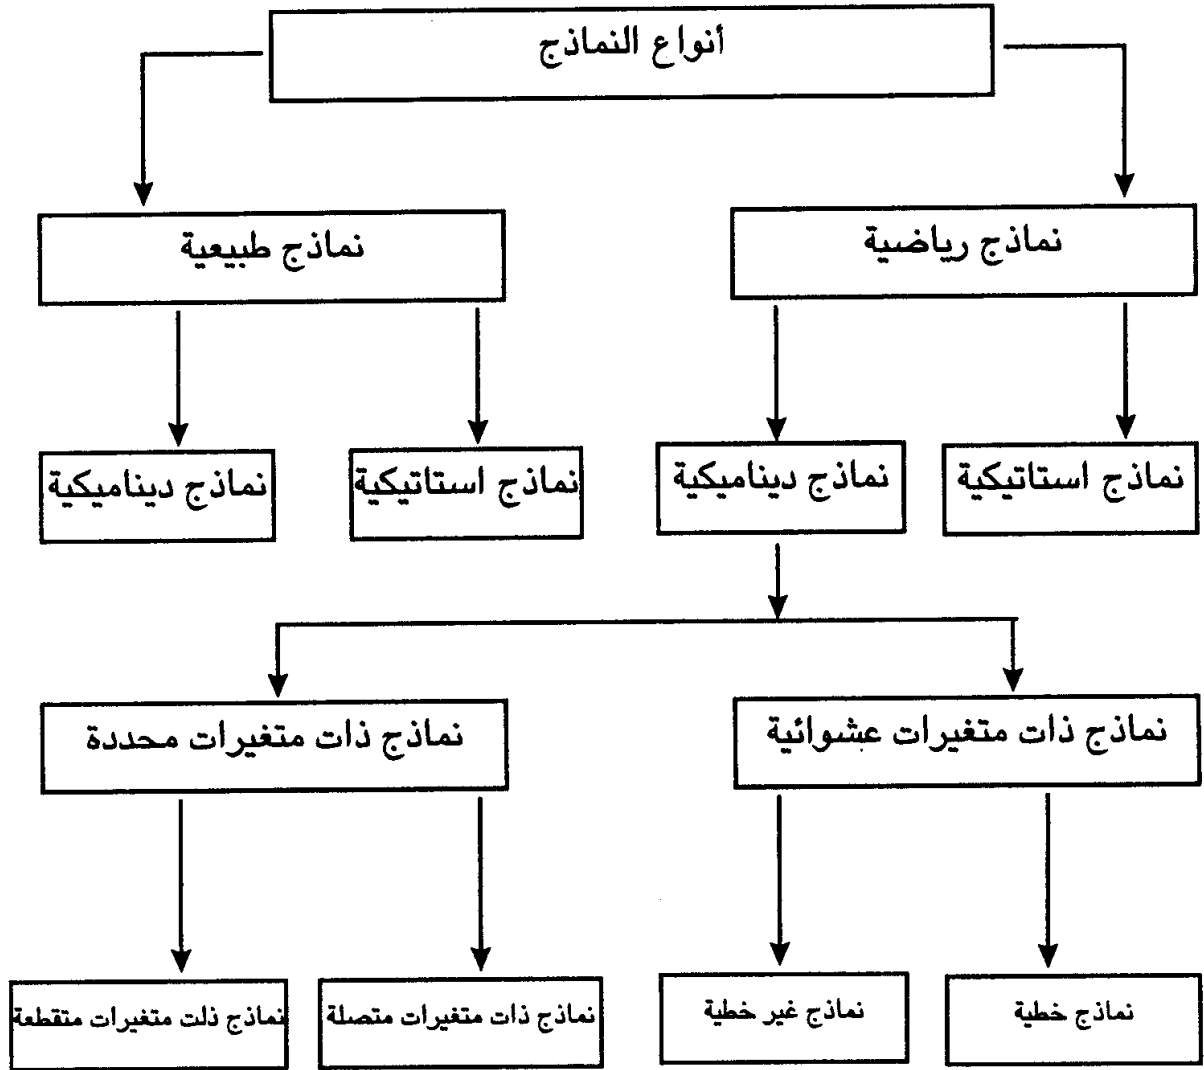 أنواع النماذج
نماذج رياضية
نماذج طبيعية
نماذج استاتيكية
نماذج ديناميكية
نماذج استاتيكية
نماذج ديناميكية
نماذج ذات متغيرات عشوائية
نماذج ذات متغيرات محددة
نماذج خطية
نماذج غير خطية
نماذج ذات متغيرات متصلة
نماذج ذلت متغيرات متقطعة